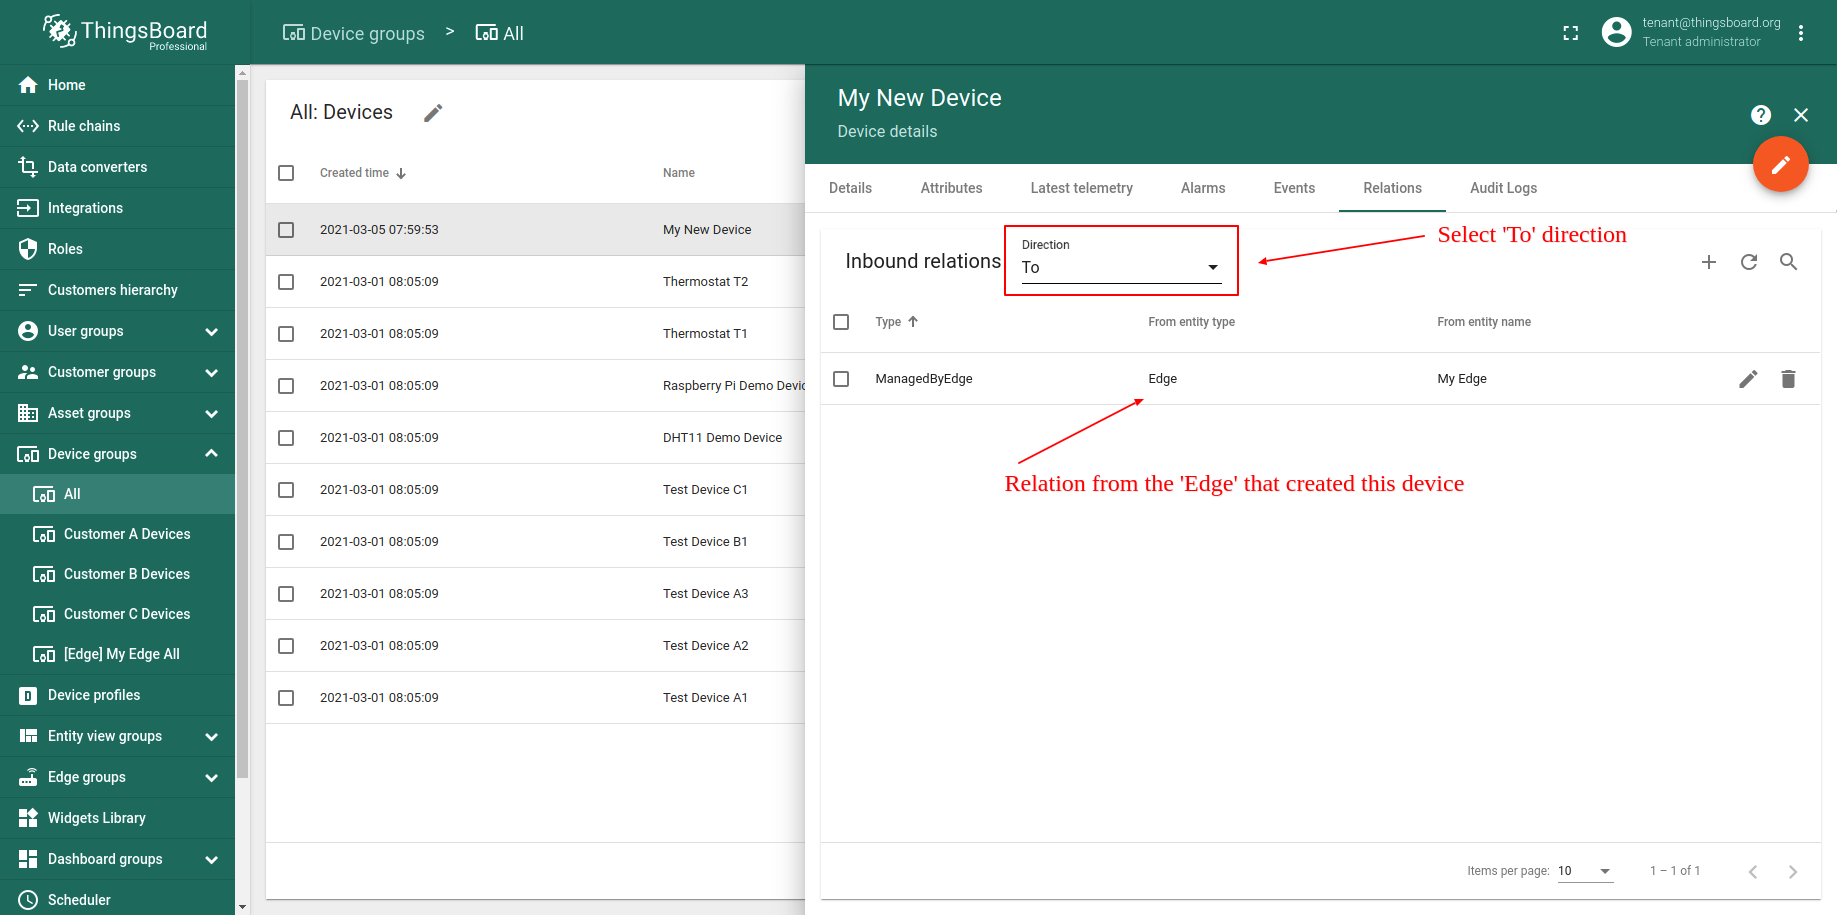 ThingsBoard
Professional
Device groups > All
tenant@thingsboard.org
Tenant administrator
Home
Rule chains
Data converters
Integrations
Roles
Customers hierarchy
User groups
Customer groups
Asset groups
Device groups
All
Customer A Devices
Customer B Devices
Customer C Devices
[Edge] My Edge All
Device profiles
Entity view groups
Edge groups
Widgets Library
Dashboard groups
Scheduler
All: Devices
Created time Name
2021-03-05 07:59:53 My New Device
2021-03-01 08:05:09 Thermostat T2
2021-03-01 08:05:09 Thermostat T1
2021-03-01 08:05:09 Raspberry Pi Demo Devic
2021-03-01 08:05:09 DHT11 Demo Device
2021-03-01 08:05:09 Test Device C1
2021-03-01 08:05:09 Test Device B1
2021-03-01 08:05:09 Test Device A3
2021-03-01 08:05:09 Test Device A2
2021-03-01 08:05:09 Test Device A1
My New Device
Device details
Details Attributes Latest telemetry Alarms Events Relations Audit Logs
Select 'To' direction
Direction
Inbound relations To
Type From entity type From entity name
ManagedByEdge Edge My Edge
Relation from the 'Edge' that created this device
Items per page: 10 1 – 1 of 1